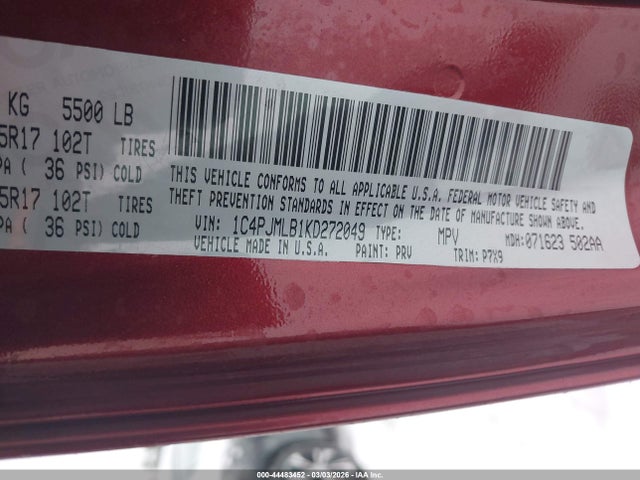 KG 5500 LB
5R17 102T TIRES
PA ( 36 PSI) COLD
5R17 102T TIRES
PA ( 36 PSI) COLD
THIS VEHICLE CONFORMS TO ALL APPLICABLE U.S.A. FEDERAL MOTOR VEHICLE SAFETY AND
THEFT PREVENTION STANDARDS IN EFFECT ON THE DATE OF MANUFACTURE SHOWN ABOVE.
VIN: 1C4PJMLB1KD272049 TYPE: MPV MDH: 071623 502AA
VEHICLE MADE IN U.S.A. PAINT: PRV TRIM: P7X9
000-44483452 - 03/03/2026 - IAA Inc.